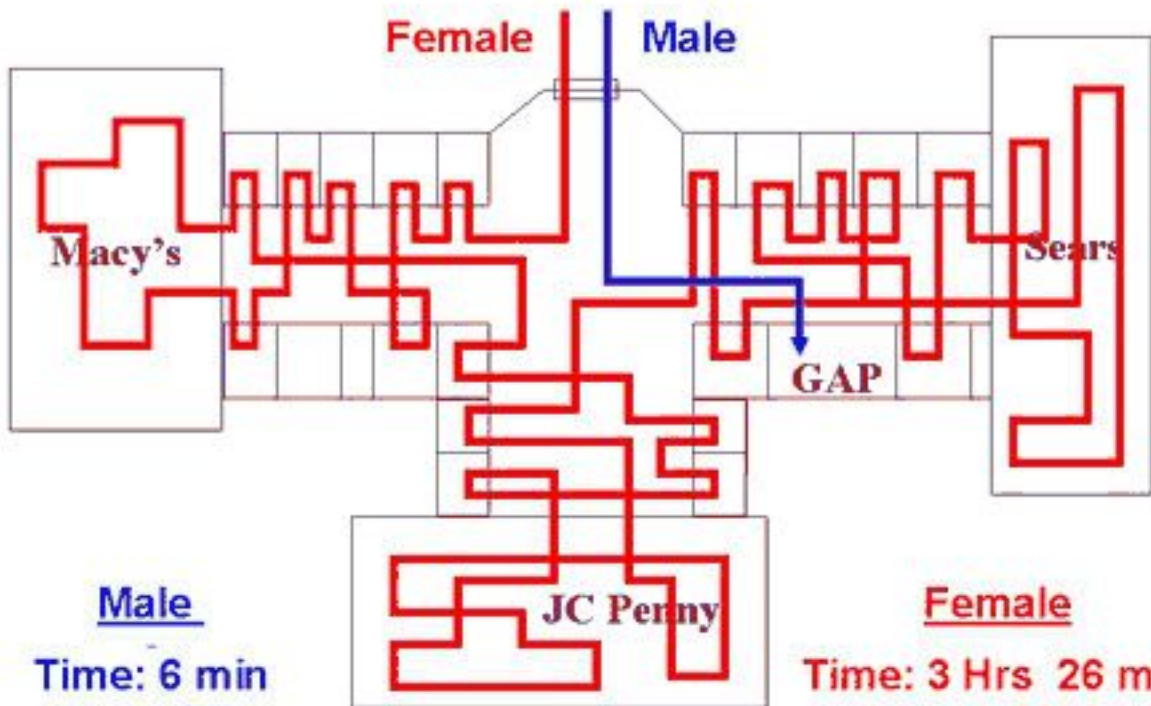 Female Male
Macy's
Sears
GAP
JC Penny
Male
Time: 6 min
Female
Time: 3 Hrs 26 m